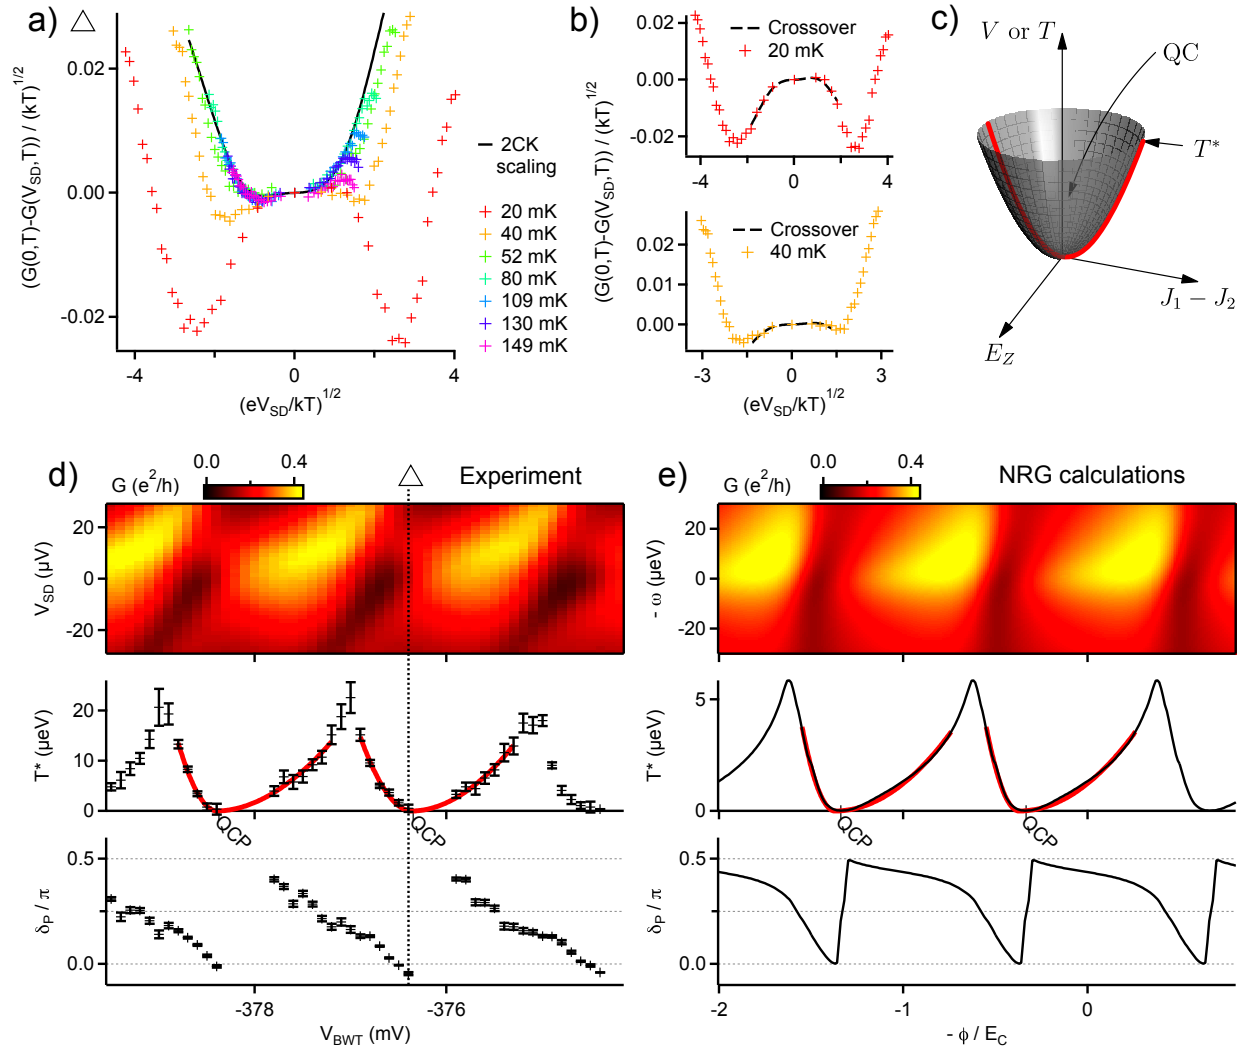 a) △
(G(0,T)-G(V_SD,T)) / (kT)^1/2
0.02
0.00
-0.02
-4 0 4
(eV_SD/kT)^1/2
2CK
scaling
20 mK
40 mK
52 mK
80 mK
109 mK
130 mK
149 mK
b)
(G(0,T)-G(V_SD,T)) / (kT)^1/2
0.02
0.00
-0.02
Crossover
20 mK
-4 0 4
0.02
0.00
Crossover
40 mK
-3 0 3
(eV_SD/kT)^1/2
c)
V or T
QC
T*
J_1 − J_2
E_Z
d)
G (e²/h)
0.0 0.4
△ Experiment
V_SD (µV)
20
0
-20
T* (µeV)
20
10
0
QCP QCP
δ_P / π
0.5
0.0
-378 -376
V_BWT (mV)
e)
G (e²/h)
0.0 0.4
NRG calculations
- ω (µeV)
20
0
-20
T* (µeV)
5
0
QCP QCP
δ_P / π
0.5
0.0
-2 -1 0
- ϕ / E_C